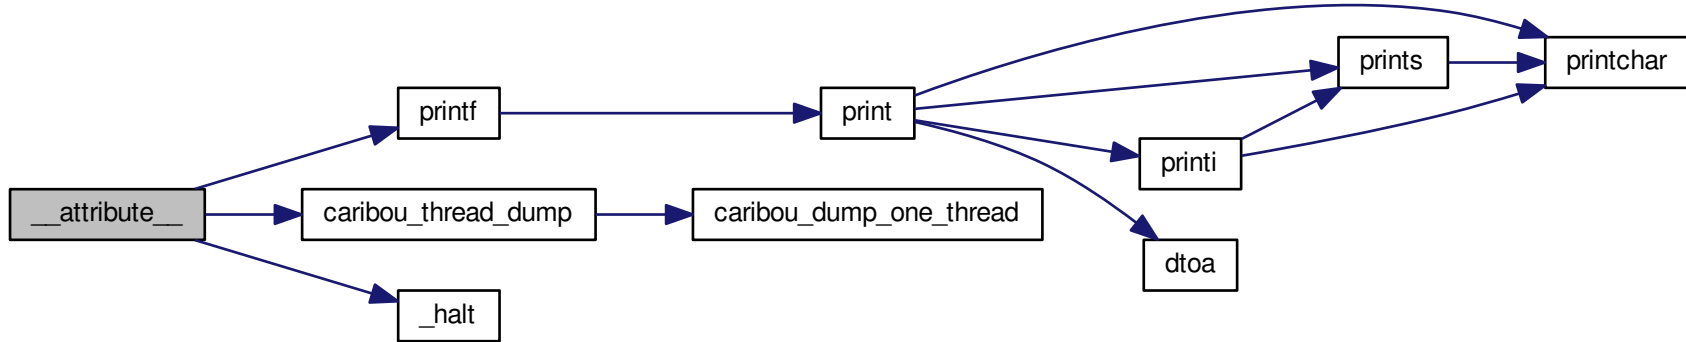 __attribute__
printf
caribou_thread_dump
_halt
print
caribou_dump_one_thread
prints
printi
dtoa
printchar